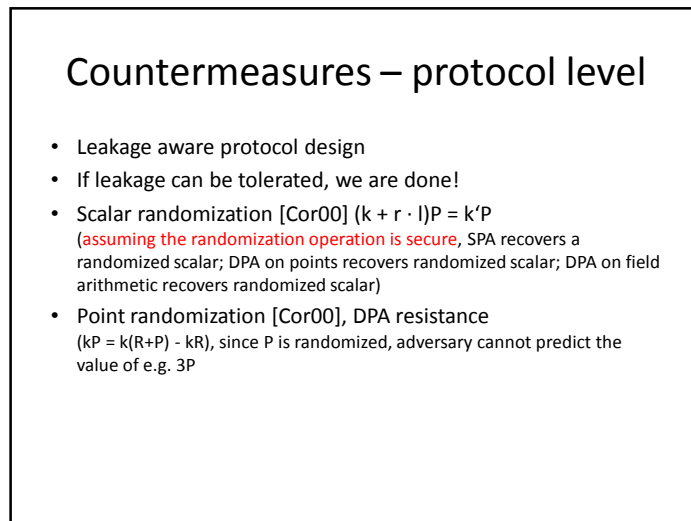 Countermeasures – protocol level
• Leakage aware protocol design
• If leakage can be tolerated, we are done!
• Scalar randomization [Cor00] (k + r · l)P = k‘P
(assuming the randomization operation is secure, SPA recovers a
randomized scalar; DPA on points recovers randomized scalar; DPA on field
arithmetic recovers randomized scalar)
• Point randomization [Cor00], DPA resistance
(kP = k(R+P) - kR), since P is randomized, adversary cannot predict the
value of e.g. 3P